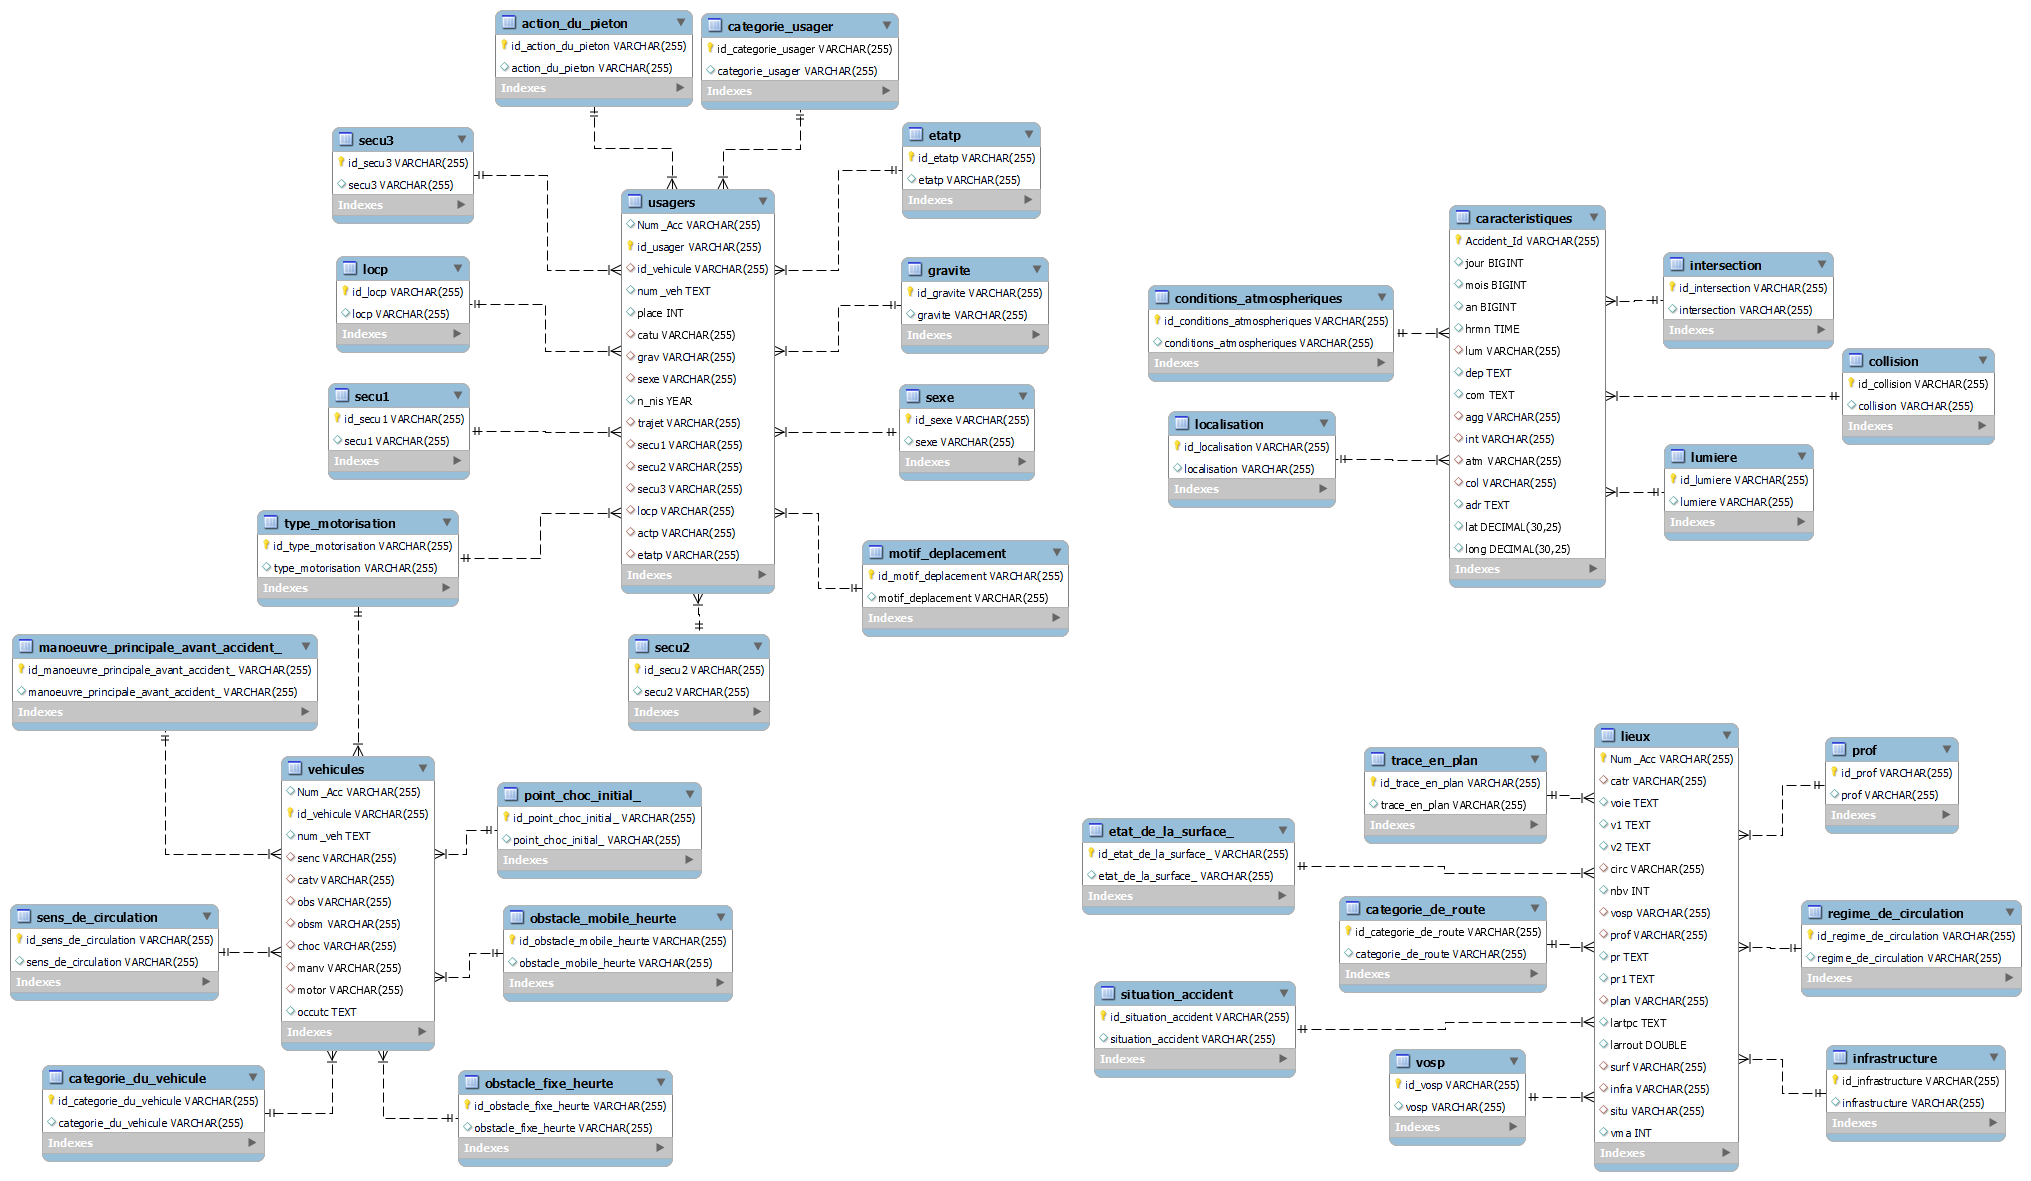 action_du_pieton
id_action_du_pieton VARCHAR(255)
action_du_pieton VARCHAR(255)
Indexes
categorie_usager
id_categorie_usager VARCHAR(255)
categorie_usager VARCHAR(255)
Indexes
secu3
id_secu3 VARCHAR(255)
secu3 VARCHAR(255)
Indexes
etatp
id_etatp VARCHAR(255)
etatp VARCHAR(255)
Indexes
usagers
Num_Acc VARCHAR(255)
id_usager VARCHAR(255)
id_vehicule VARCHAR(255)
num_veh TEXT
place INT
catu VARCHAR(255)
grav VARCHAR(255)
sexe VARCHAR(255)
n_nis YEAR
trajet VARCHAR(255)
secu1 VARCHAR(255)
secu2 VARCHAR(255)
secu3 VARCHAR(255)
locp VARCHAR(255)
actp VARCHAR(255)
etatp VARCHAR(255)
Indexes
locp
id_locp VARCHAR(255)
locp VARCHAR(255)
Indexes
gravite
id_gravite VARCHAR(255)
gravite VARCHAR(255)
Indexes
secu1
id_secu1 VARCHAR(255)
secu1 VARCHAR(255)
Indexes
sexe
id_sexe VARCHAR(255)
sexe VARCHAR(255)
Indexes
type_motorisation
id_type_motorisation VARCHAR(255)
type_motorisation VARCHAR(255)
Indexes
motif_deplacement
id_motif_deplacement VARCHAR(255)
motif_deplacement VARCHAR(255)
Indexes
secu2
id_secu2 VARCHAR(255)
secu2 VARCHAR(255)
Indexes
manoeuvre_principale_avant_accident_
id_manoeuvre_principale_avant_accident_ VARCHAR(255)
manoeuvre_principale_avant_accident_ VARCHAR(255)
Indexes
vehicules
Num_Acc VARCHAR(255)
id_vehicule VARCHAR(255)
num_veh TEXT
senc VARCHAR(255)
catv VARCHAR(255)
obs VARCHAR(255)
obsm VARCHAR(255)
choc VARCHAR(255)
manv VARCHAR(255)
motor VARCHAR(255)
occutc TEXT
Indexes
point_choc_initial_
id_point_choc_initial_ VARCHAR(255)
point_choc_initial_ VARCHAR(255)
Indexes
sens_de_circulation
id_sens_de_circulation VARCHAR(255)
sens_de_circulation VARCHAR(255)
Indexes
obstacle_mobile_heurte
id_obstacle_mobile_heurte VARCHAR(255)
obstacle_mobile_heurte VARCHAR(255)
Indexes
categorie_du_vehicule
id_categorie_du_vehicule VARCHAR(255)
categorie_du_vehicule VARCHAR(255)
Indexes
obstacle_fixe_heurte
id_obstacle_fixe_heurte VARCHAR(255)
obstacle_fixe_heurte VARCHAR(255)
Indexes
caracteristiques
Accident_Id VARCHAR(255)
jour BIGINT
mois BIGINT
an BIGINT
hrmn TIME
lum VARCHAR(255)
dep TEXT
com TEXT
agg VARCHAR(255)
int VARCHAR(255)
atm VARCHAR(255)
col VARCHAR(255)
adr TEXT
lat DECIMAL(30,25)
long DECIMAL(30,25)
Indexes
intersection
id_intersection VARCHAR(255)
intersection VARCHAR(255)
Indexes
conditions_atmospheriques
id_conditions_atmospheriques VARCHAR(255)
conditions_atmospheriques VARCHAR(255)
Indexes
collision
id_collision VARCHAR(255)
collision VARCHAR(255)
Indexes
localisation
id_localisation VARCHAR(255)
localisation VARCHAR(255)
Indexes
lumiere
id_lumiere VARCHAR(255)
lumiere VARCHAR(255)
Indexes
lieux
Num_Acc VARCHAR(255)
catr VARCHAR(255)
voie TEXT
v1 TEXT
v2 TEXT
circ VARCHAR(255)
nbv INT
vosp VARCHAR(255)
prof VARCHAR(255)
pr TEXT
pr1 TEXT
plan VARCHAR(255)
lartpc TEXT
larrout DOUBLE
surf VARCHAR(255)
infra VARCHAR(255)
situ VARCHAR(255)
vma INT
Indexes
trace_en_plan
id_trace_en_plan VARCHAR(255)
trace_en_plan VARCHAR(255)
Indexes
prof
id_prof VARCHAR(255)
prof VARCHAR(255)
Indexes
etat_de_la_surface_
id_etat_de_la_surface_ VARCHAR(255)
etat_de_la_surface_ VARCHAR(255)
Indexes
categorie_de_route
id_categorie_de_route VARCHAR(255)
categorie_de_route VARCHAR(255)
Indexes
regime_de_circulation
id_regime_de_circulation VARCHAR(255)
regime_de_circulation VARCHAR(255)
Indexes
situation_accident
id_situation_accident VARCHAR(255)
situation_accident VARCHAR(255)
Indexes
vosp
id_vosp VARCHAR(255)
vosp VARCHAR(255)
Indexes
infrastructure
id_infrastructure VARCHAR(255)
infrastructure VARCHAR(255)
Indexes